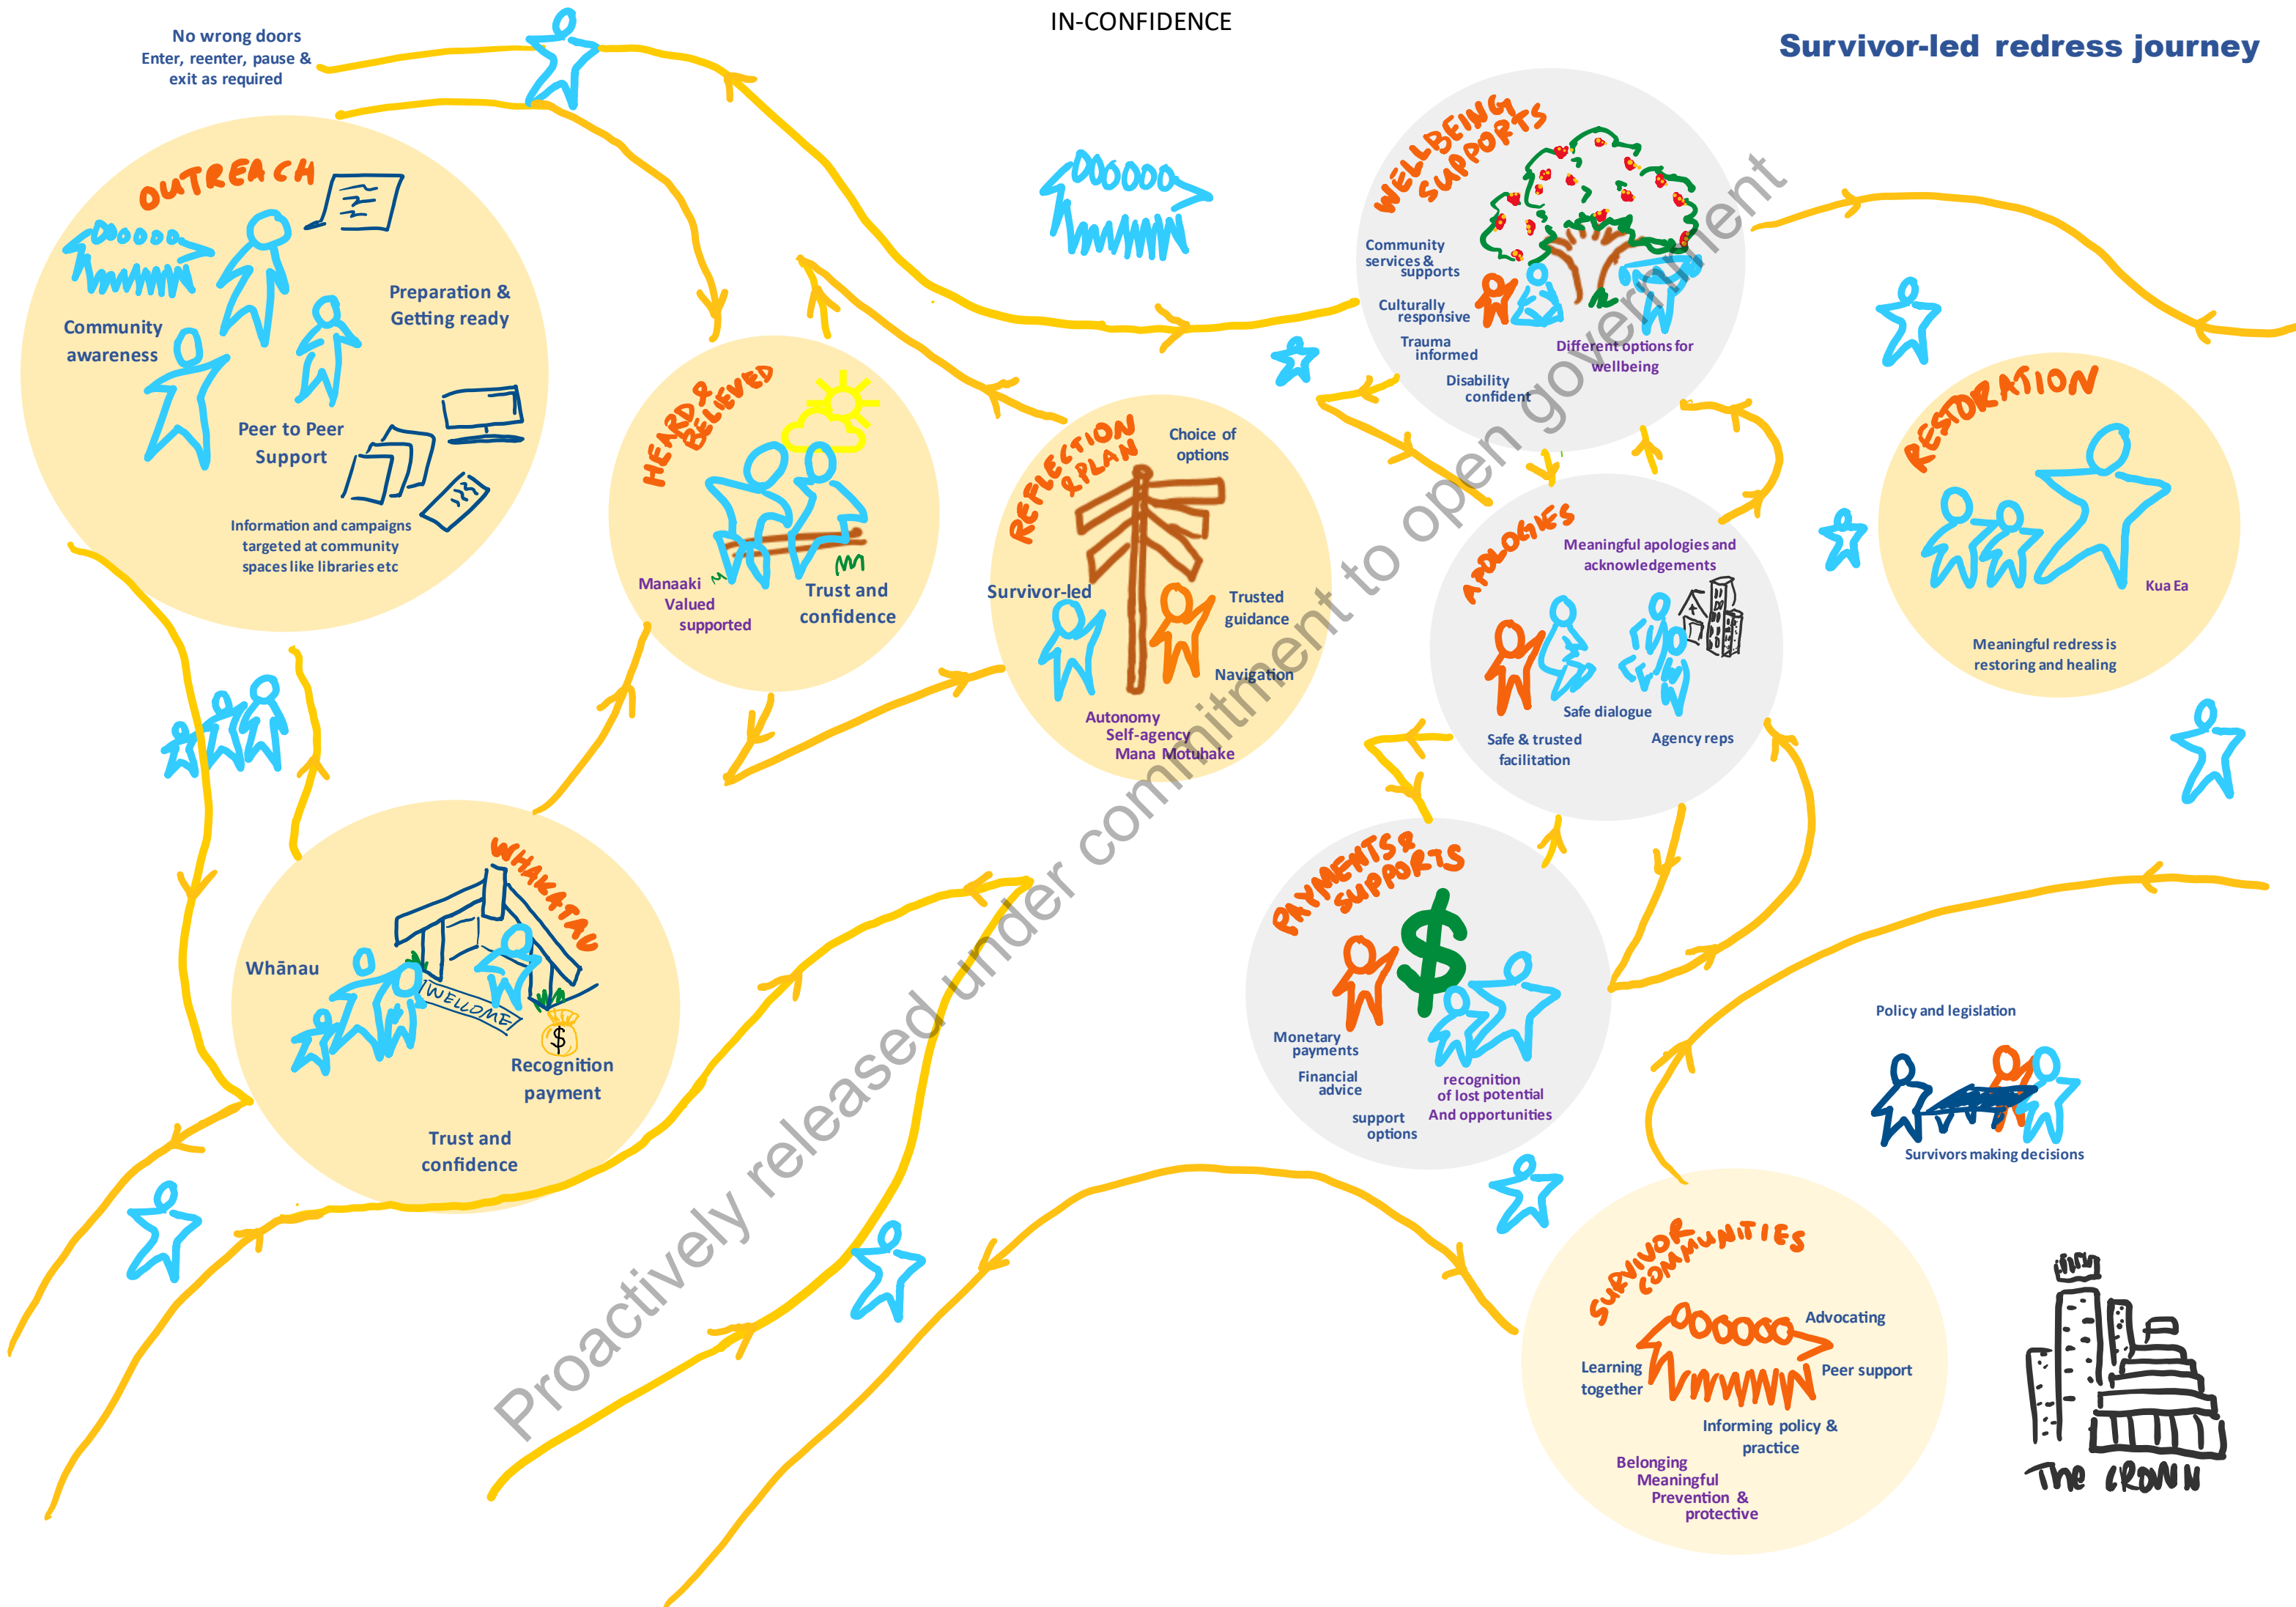 IN-CONFIDENCE
Survivor-led redress journey
No wrong doors
Enter, reenter, pause &
exit as required
OUTREACH
Community
awareness
Preparation &
Getting ready
Peer to Peer
Support
Information and campaigns
targeted at community
spaces like libraries etc
HEARD &
BELIEVED
Manaaki
Valued
supported
Trust and
confidence
REFLECTION
& PLAN
Choice of
options
Survivor-led
Trusted
guidance
Navigation
Autonomy
Self-agency
Mana Motuhake
WELLBEING
SUPPORTS
Community
services &
supports
Culturally
responsive
Trauma
informed
Disability
confident
Different options for
wellbeing
APOLOGIES
Meaningful apologies and
acknowledgements
Safe dialogue
Safe & trusted
facilitation
Agency reps
RESTORATION
Kua Ea
Meaningful redress is
restoring and healing
WHAKATAU
Whānau
WELCOME!
$
Recognition
payment
Trust and
confidence
PAYMENTS &
SUPPORTS
$
Monetary
payments
Financial
advice
support
options
recognition
of lost potential
And opportunities
Policy and legislation
Survivors making decisions
SURVIVOR
COMMUNITIES
Advocating
Learning
together
Peer support
Informing policy &
practice
Belonging
Meaningful
Prevention &
protective
The CROWN
Proactively released under commitment to open government